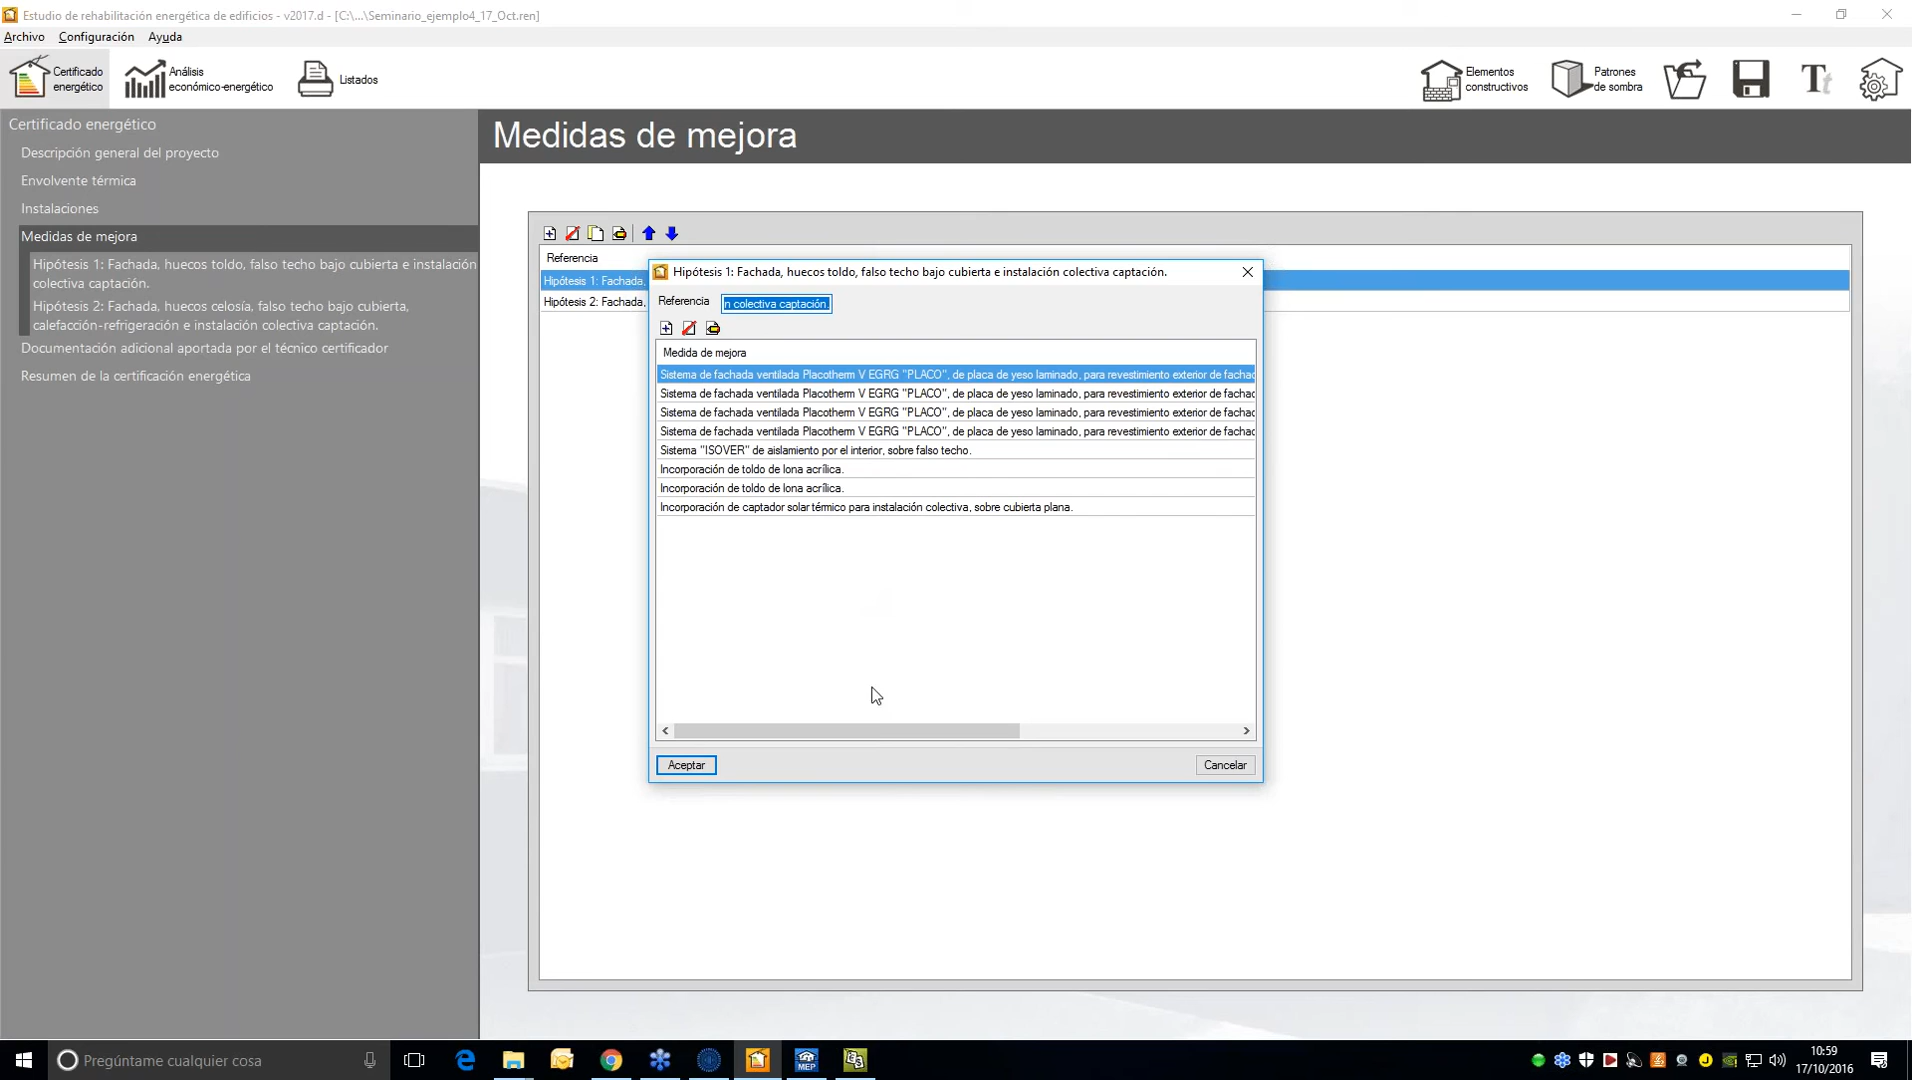 Estudio de rehabilitación energética de edificios - v2017.d - [C:\...\Seminario_ejemplo4_17_Oct.ren]
Archivo Configuración Ayuda
Certificado
energético
Análisis
económico-energético
Listados
Elementos
constructivos
Patrones
de sombra
Certificado energético
Descripción general del proyecto
Envolvente térmica
Instalaciones
Medidas de mejora
Hipótesis 1: Fachada, huecos toldo, falso techo bajo cubierta e instalación
colectiva captación.
Hipótesis 2: Fachada, huecos celosía, falso techo bajo cubierta,
calefacción-refrigeración e instalación colectiva captación.
Documentación adicional aportada por el técnico certificador
Resumen de la certificación energética
Medidas de mejora
Referencia
Hipótesis 1: Fachada,
Hipótesis 2: Fachada,
Hipótesis 1: Fachada, huecos toldo, falso techo bajo cubierta e instalación colectiva captación.
Referencia n colectiva captación.
Medida de mejora
Sistema de fachada ventilada Placotherm V EGRG "PLACO", de placa de yeso laminado, para revestimiento exterior de fachad
Sistema de fachada ventilada Placotherm V EGRG "PLACO", de placa de yeso laminado, para revestimiento exterior de fachad
Sistema de fachada ventilada Placotherm V EGRG "PLACO", de placa de yeso laminado, para revestimiento exterior de fachad
Sistema de fachada ventilada Placotherm V EGRG "PLACO", de placa de yeso laminado, para revestimiento exterior de fachad
Sistema "ISOVER" de aislamiento por el interior, sobre falso techo.
Incorporación de toldo de lona acrílica.
Incorporación de toldo de lona acrílica.
Incorporación de captador solar térmico para instalación colectiva, sobre cubierta plana.
Aceptar Cancelar
Pregúntame cualquier cosa
MEP
10:59
17/10/2016